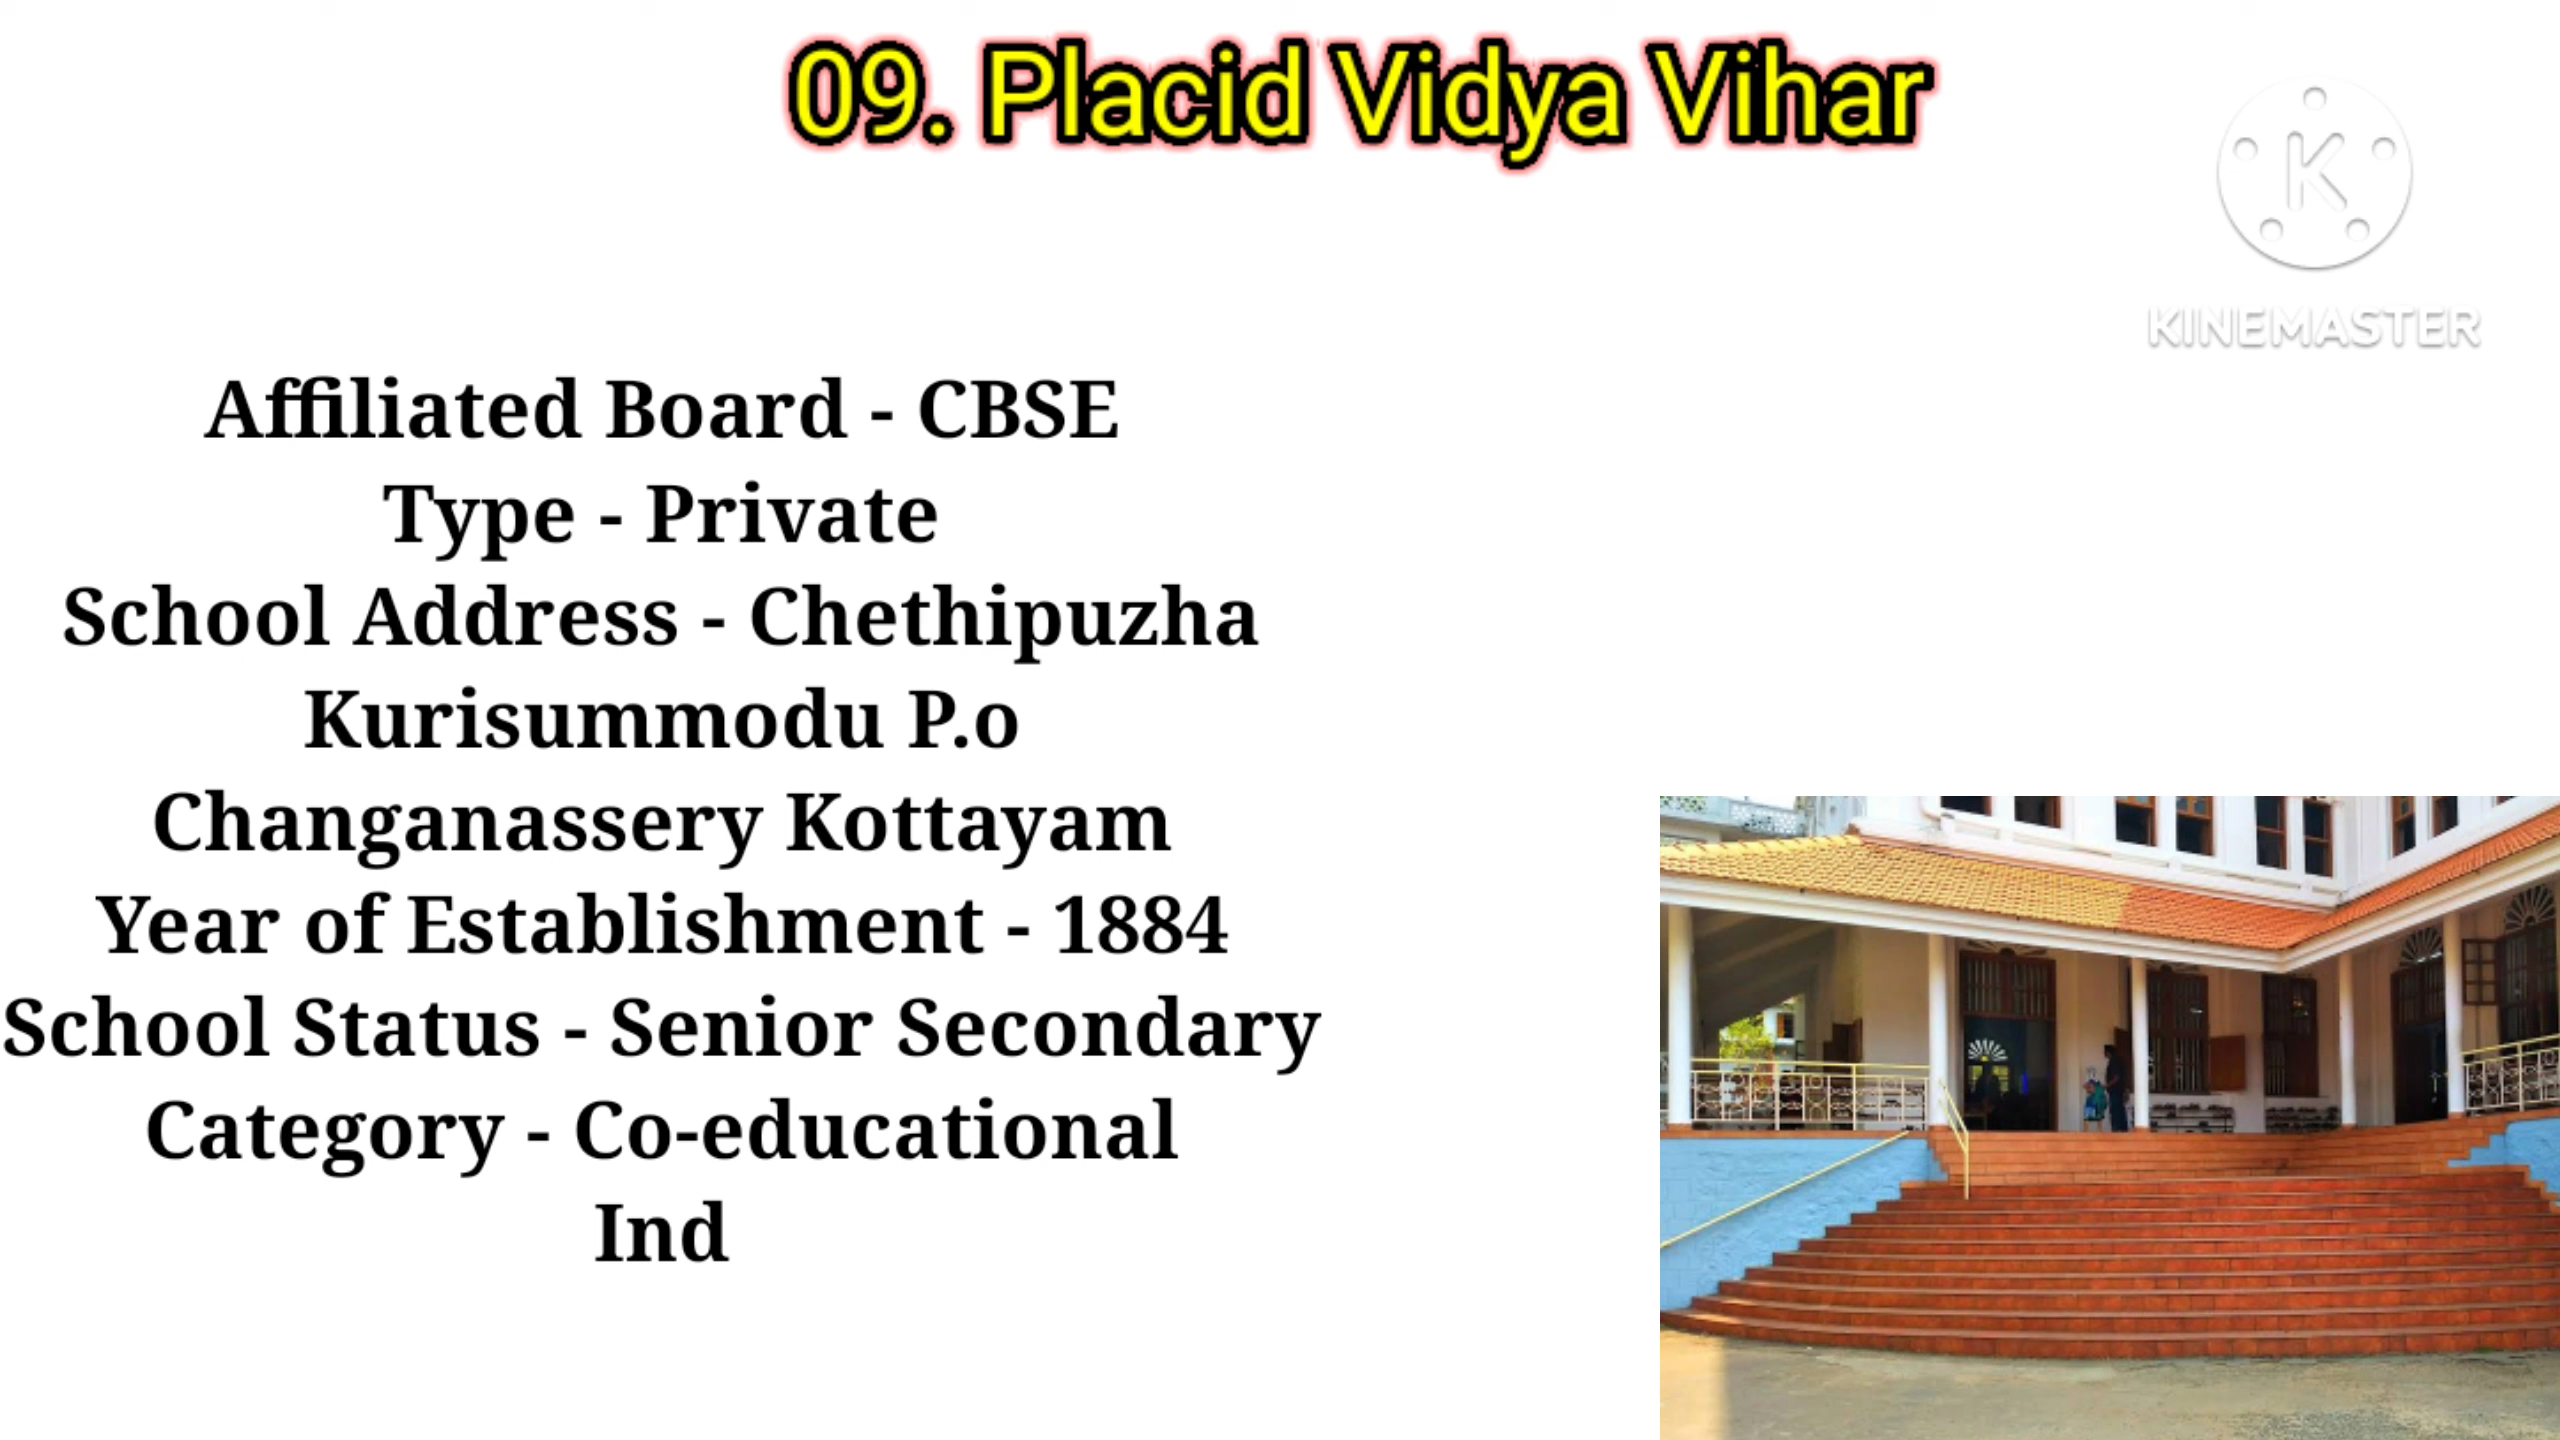 09. Placid Vidya Vihar
K
KINEMASTER
Affiliated Board - CBSE
Type - Private
School Address - Chethipuzha
Kurisummodu P.o
Changanassery Kottayam
Year of Establishment - 1884
School Status - Senior Secondary
Category - Co-educational
Ind